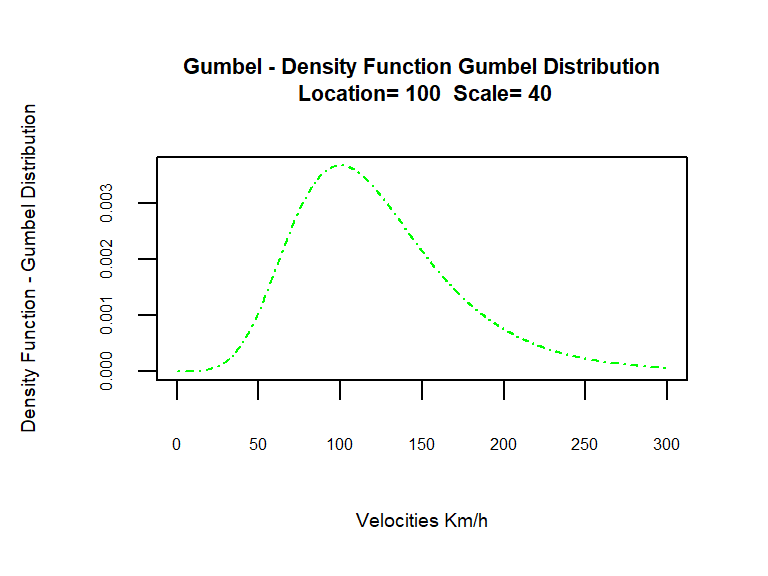 Gumbel - Density Function Gumbel Distribution
Location= 100  Scale= 40
Density Function - Gumbel Distribution
0.003
0.002
0.001
0.000
0 50 100 150 200 250 300
Velocities Km/h